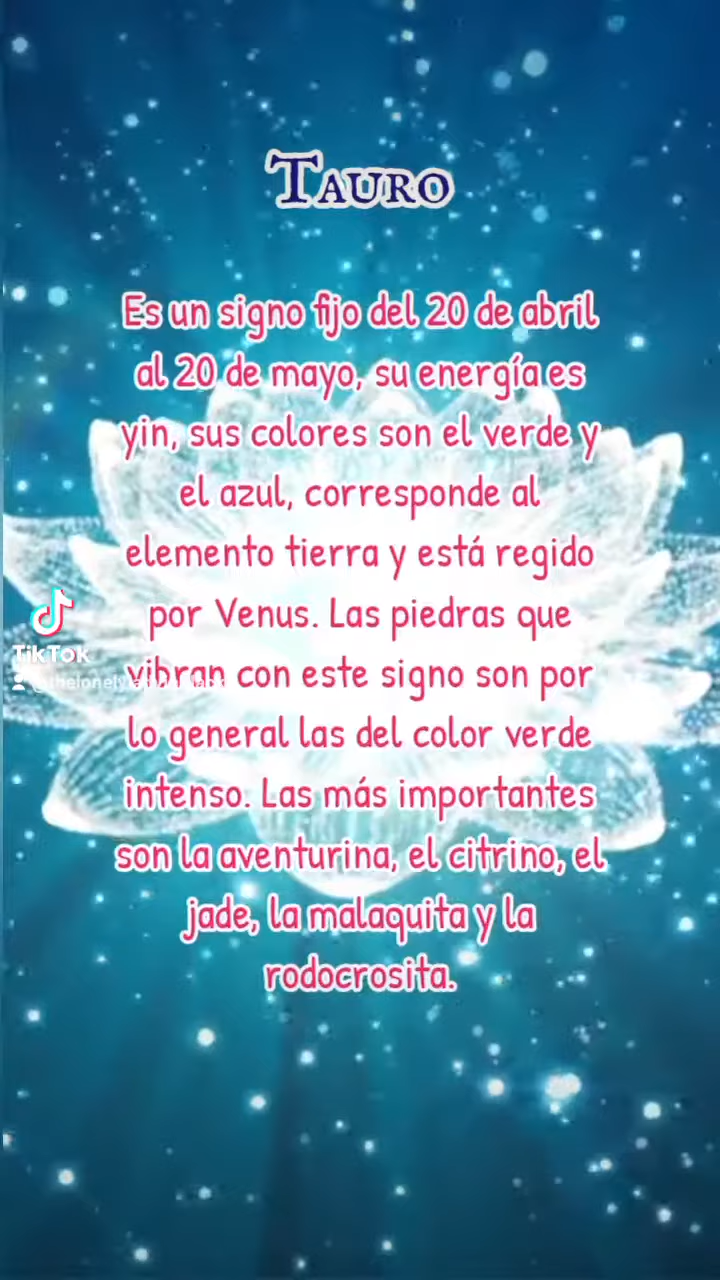 Tauro
Es un signo fijo del 20 de abril
al 20 de mayo, su energía es
yin, sus colores son el verde y
el azul, corresponde al
elemento tierra y está regido
por Venus. Las piedras que
TikTok
vibran con este signo son por
lo general las del color verde
intenso. Las más importantes
son la aventurina, el citrino, el
jade, la malaquita y la
rodocrosita.